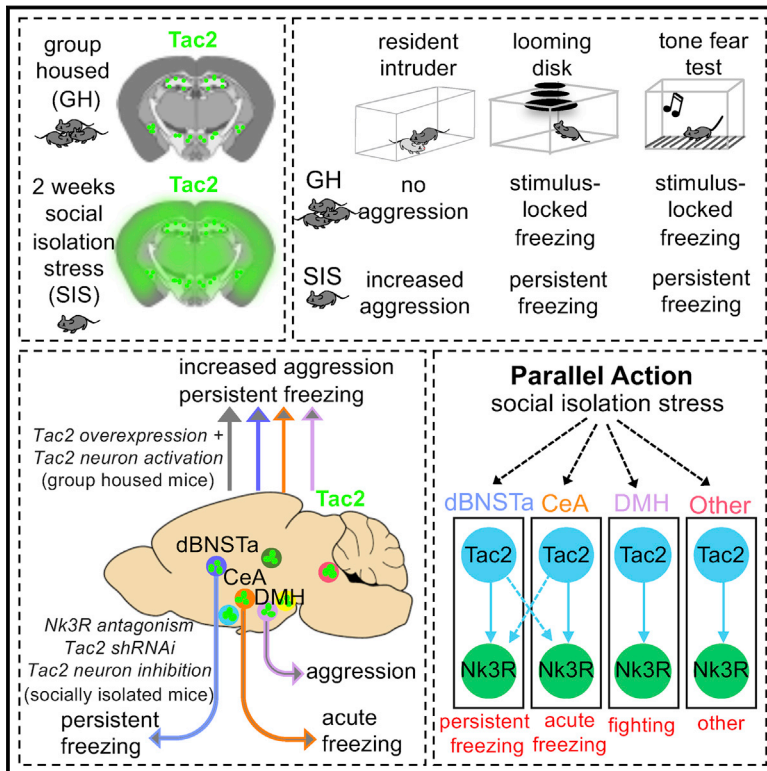 group
housed
(GH)
Tac2
2 weeks
social
isolation
stress
(SIS)
Tac2
resident
intruder
looming
disk
tone fear
test
GH
no
aggression
stimulus-
locked
freezing
stimulus-
locked
freezing
SIS
increased
aggression
persistent
freezing
persistent
freezing
increased aggression
persistent freezing
Tac2 overexpression +
Tac2 neuron activation
(group housed mice)
Tac2
dBNSTa
CeA
DMH
Nk3R antagonism
Tac2 shRNAi
Tac2 neuron inhibition
(socially isolated mice)
persistent
freezing
acute
freezing
aggression
Parallel Action
social isolation stress
dBNSTa CeA DMH Other
Tac2 Tac2 Tac2 Tac2
Nk3R Nk3R Nk3R Nk3R
persistent
freezing
acute
freezing
fighting
other